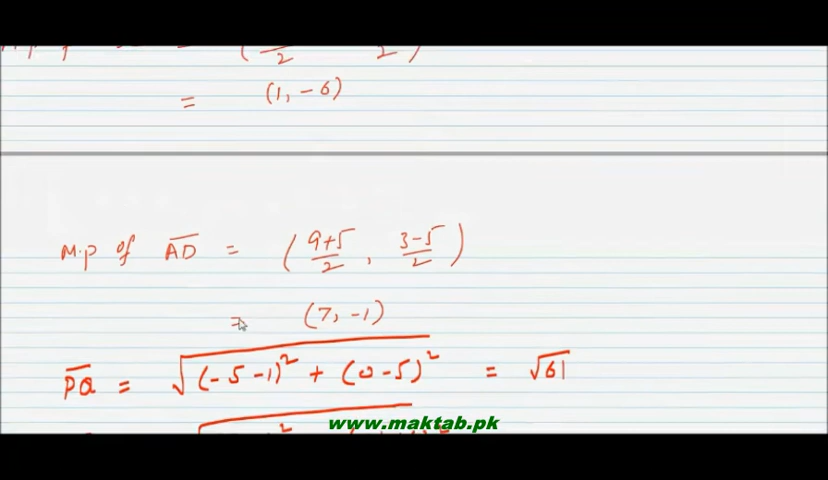 = (1, -6)
M.p of AD = (9+5/2, 3-5/2)
= (7, -1)
PQ = √(-5-1)² + (0-5)² = √61
www.maktab.pk